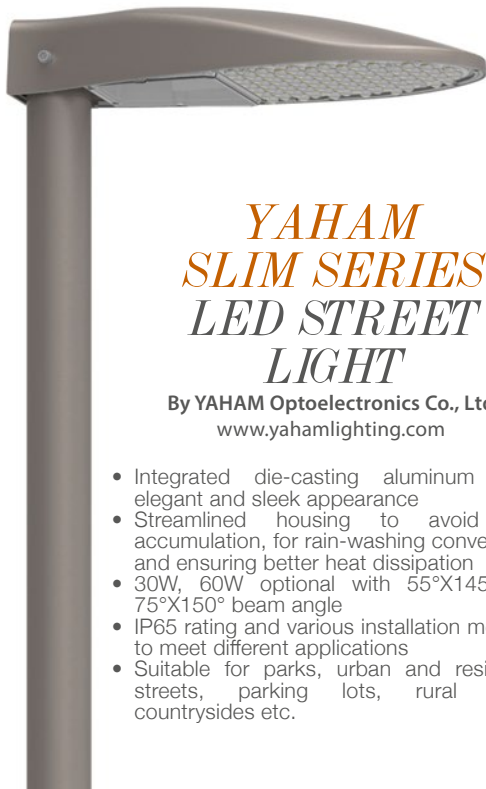 YAHAM
SLIM SERIES
LED STREET
LIGHT
By YAHAM Optoelectronics Co., Ltd
www.yahamlighting.com
• Integrated die-casting aluminum
elegant and sleek appearance
• Streamlined housing to avoid
accumulation, for rain-washing conve
and ensuring better heat dissipation
• 30W, 60W optional with 55°X145
75°X150° beam angle
• IP65 rating and various installation m
to meet different applications
• Suitable for parks, urban and resi
streets, parking lots, rural
countrysides etc.